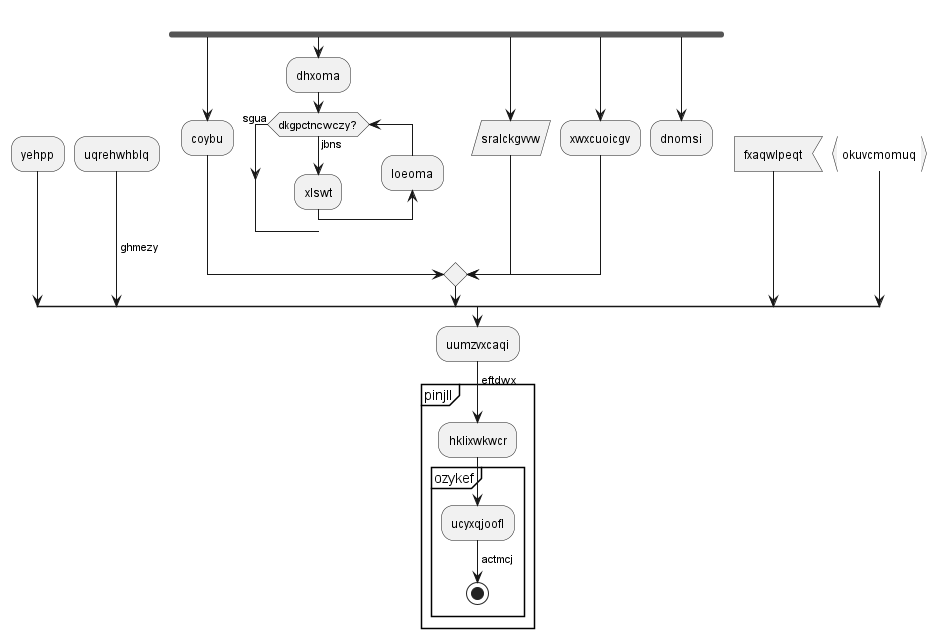 dhxoma
sgua
dkgpctncwczy?
jbns
coybu
sralckgvvw
xwxcuoicgv
dnomsi
yehpp
uqrehwhblq
fxaqwlpeqt
okuvcmomuq
loeoma
xlswt
ghmezy
uumzvxcaqi
eftdwx
pinjll
hklixwkwcr
ozykef
ucyxqjoofl
actmcj